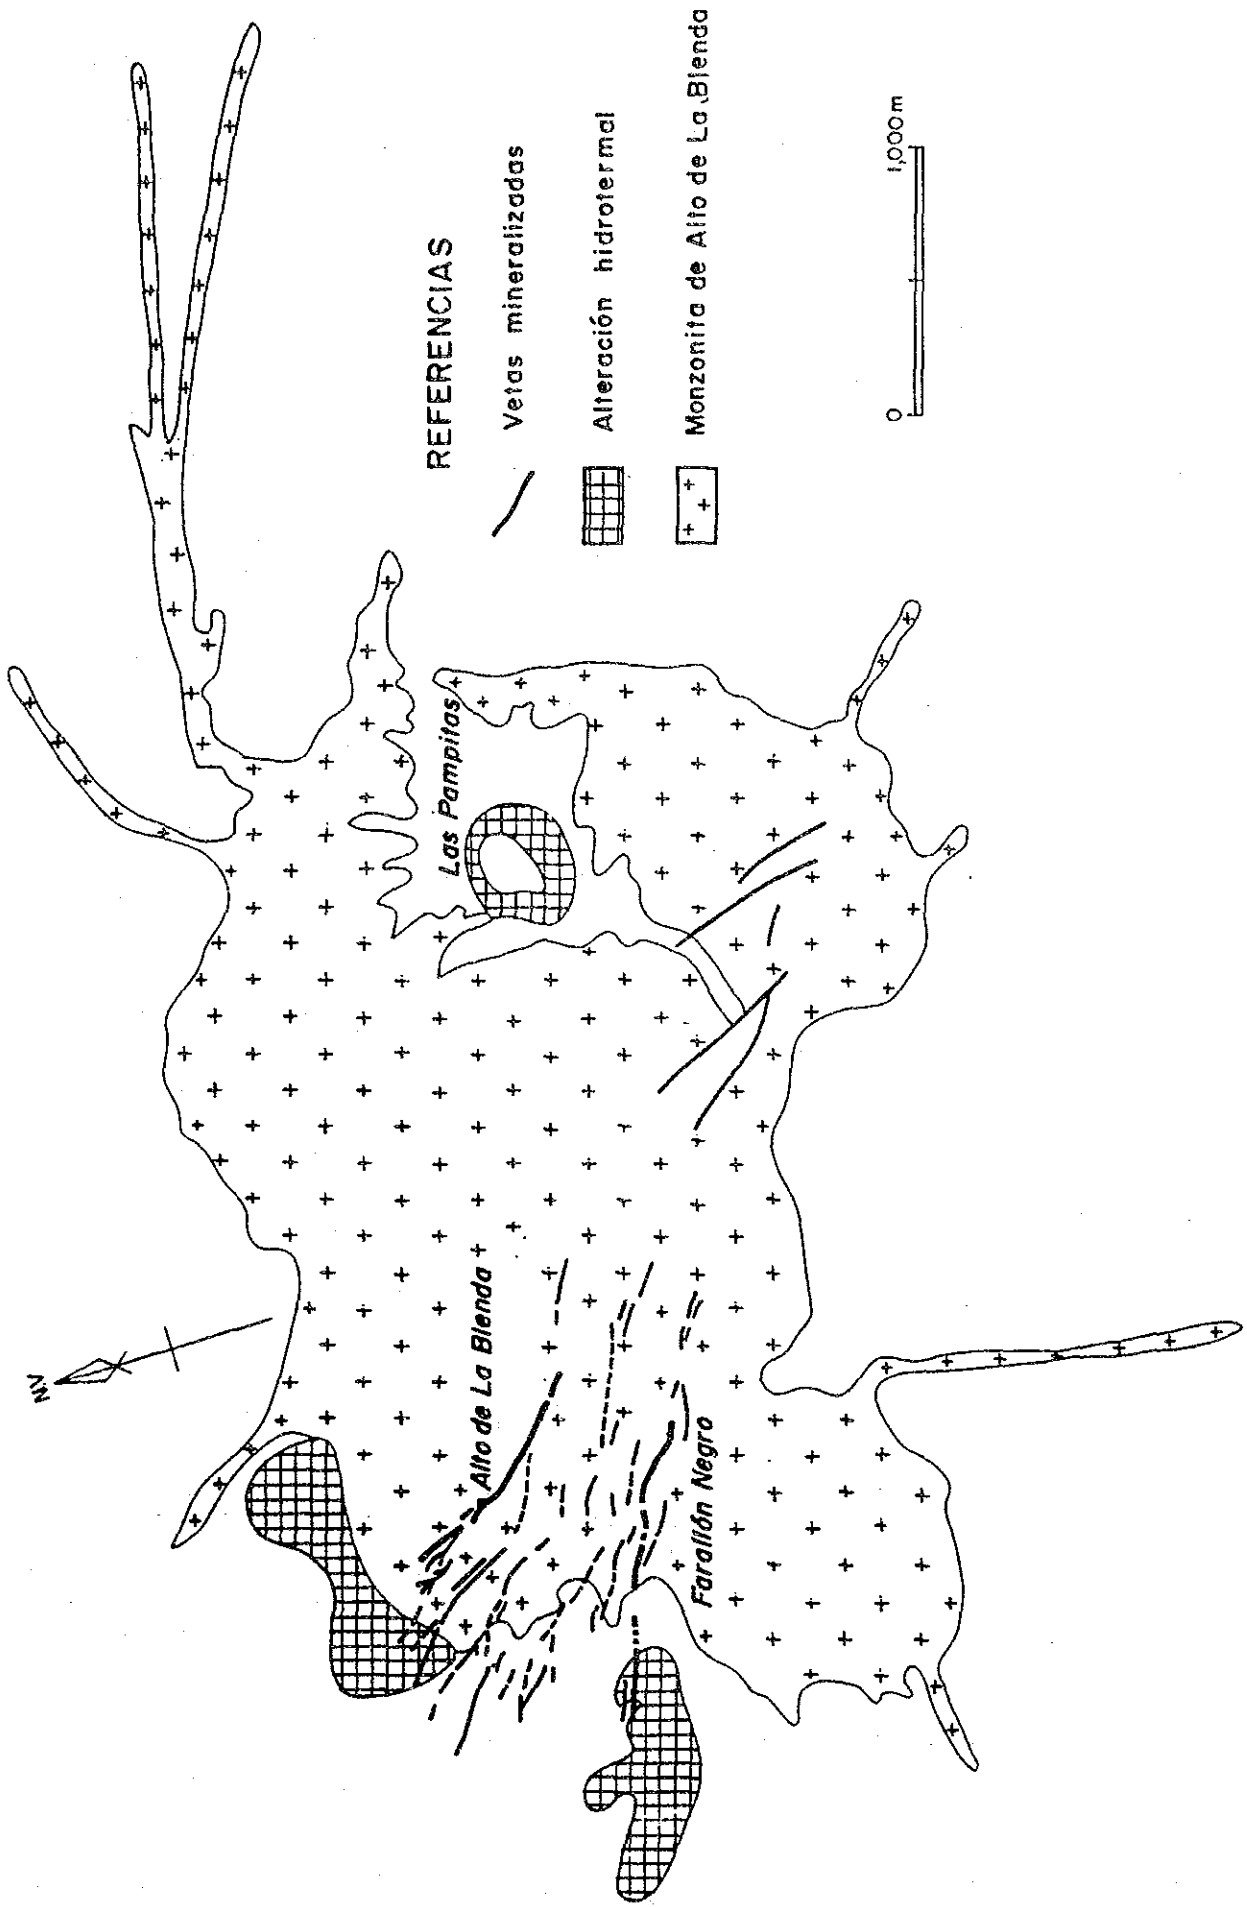 N.V.
Las Pampitas
Alto de La Blenda
Farallón Negro
REFERENCIAS
Vetas mineralizadas
Alteración hidrotermal
Monzonita de Alto de La Blenda
0 1,000m